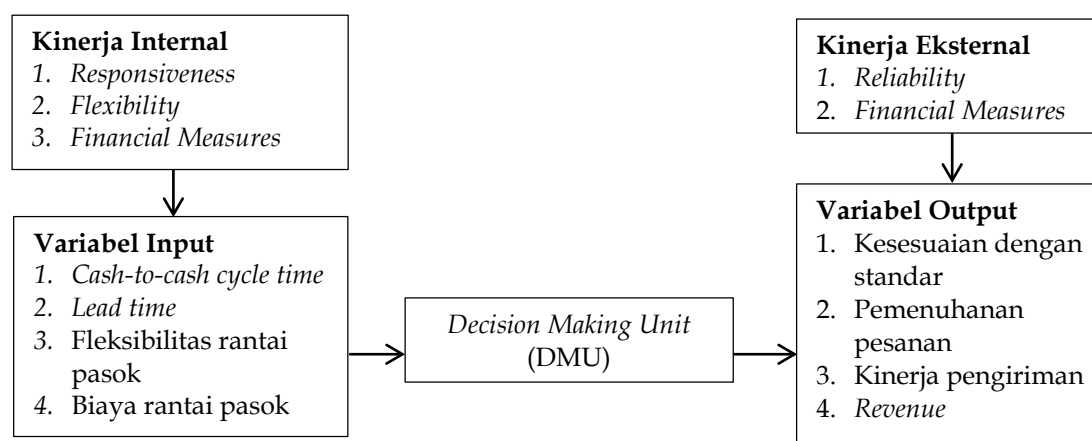 Kinerja Internal
1. Responsiveness
2. Flexibility
3. Financial Measures
Variabel Input
1. Cash-to-cash cycle time
2. Lead time
3. Fleksibilitas rantai
pasok
4. Biaya rantai pasok
Decision Making Unit
(DMU)
Kinerja Eksternal
1. Reliability
2. Financial Measures
Variabel Output
1. Kesesuaian dengan
standar
2. Pemenuhanan
pesanan
3. Kinerja pengiriman
4. Revenue